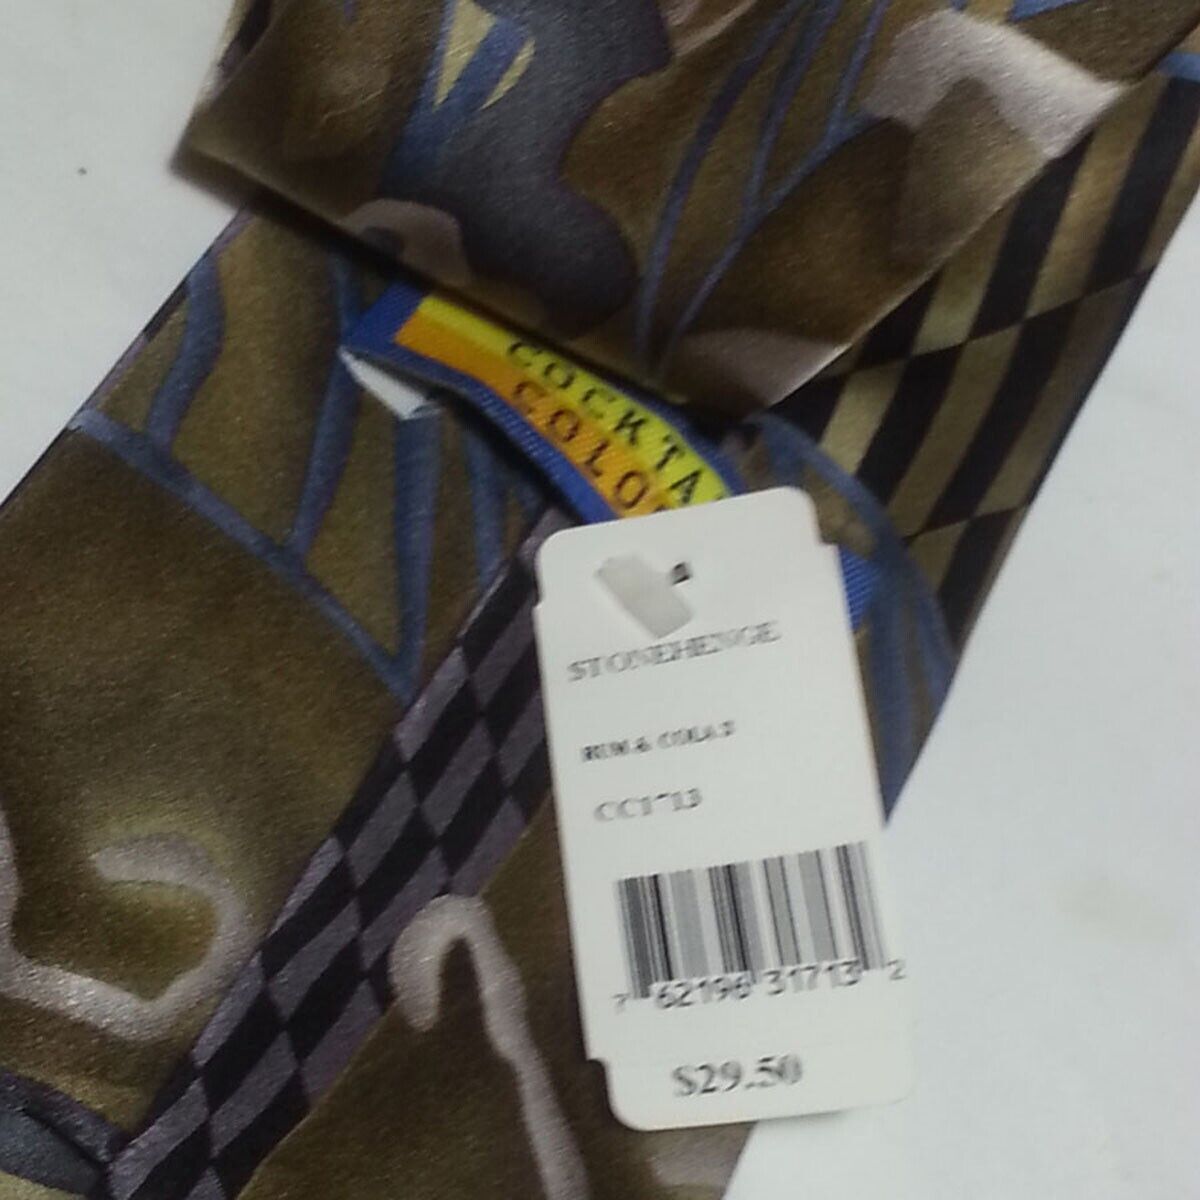 COCKTA
COLO
STONEHENGE
RUM & COLA 2
CC1713
7 62196 31713 2
$29.50